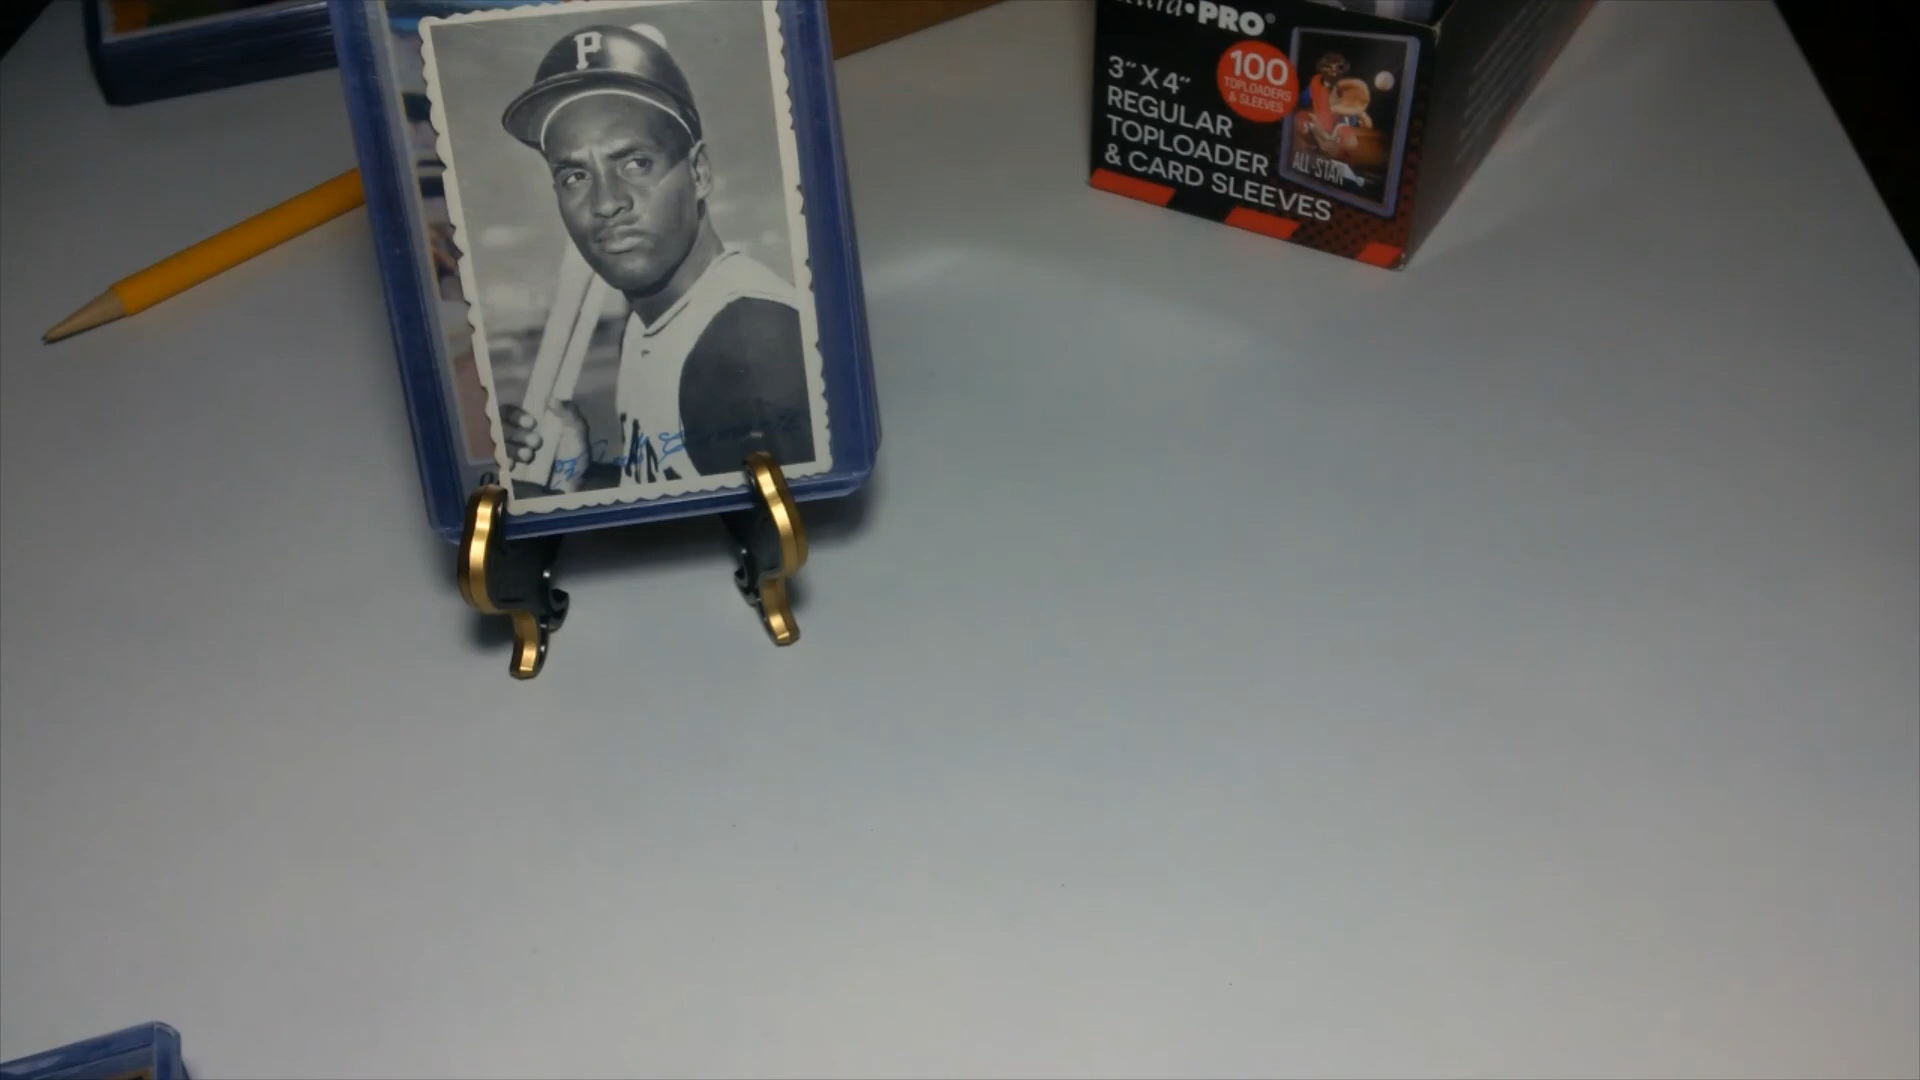 P
PRO®
100
TOPLOADERS
& SLEEVES
3" X 4"
REGULAR
TOPLOADER
& CARD SLEEVES
ALL-STAR